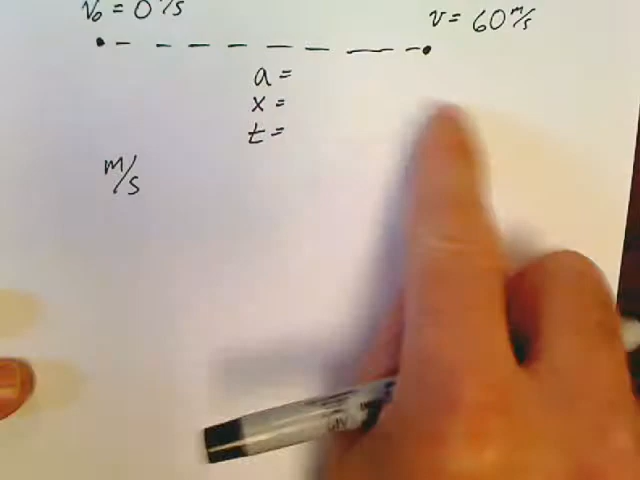 v₀ = 0 m/s
v = 60 m/s
a =
x =
t =
m/s